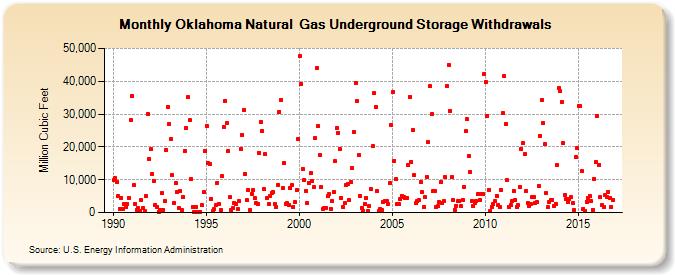 Monthly Oklahoma Natural Gas Underground Storage Withdrawals
Million Cubic Feet
50,000
40,000
30,000
20,000
10,000
0
1990 1995 2000 2005 2010 2015
Source: U.S. Energy Information Administration